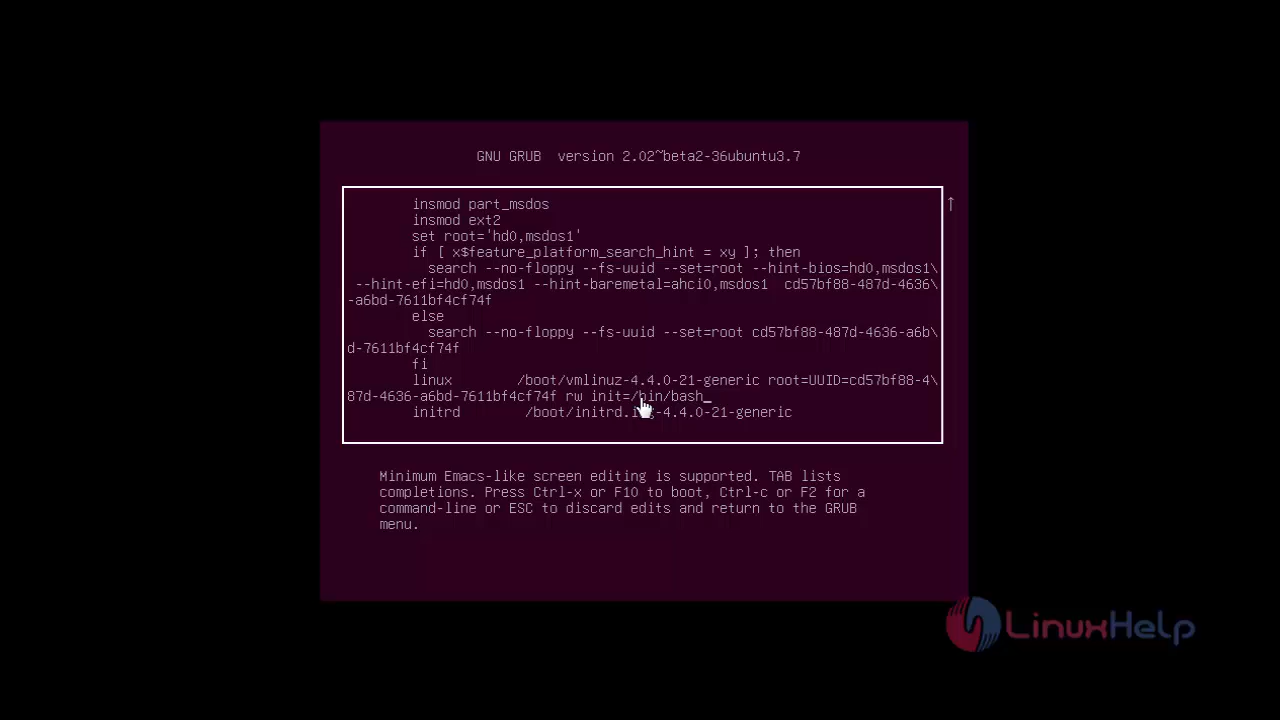 GNU GRUB  version 2.02~beta2-36ubuntu3.7
insmod part_msdos
insmod ext2
set root='hd0,msdos1'
if [ x$feature_platform_search_hint = xy ]; then
search --no-floppy --fs-uuid --set=root --hint-bios=hd0,msdos1\
--hint-efi=hd0,msdos1 --hint-baremetal=ahci0,msdos1  cd57bf88-487d-4636\
-a6bd-7611bf4cf74f
else
search --no-floppy --fs-uuid --set=root cd57bf88-487d-4636-a6b\
d-7611bf4cf74f
fi
linux        /boot/vmlinuz-4.4.0-21-generic root=UUID=cd57bf88-4\
87d-4636-a6bd-7611bf4cf74f rw init=/bin/bash_
initrd        /boot/initrd.img-4.4.0-21-generic
Minimum Emacs-like screen editing is supported. TAB lists
completions. Press Ctrl-x or F10 to boot, Ctrl-c or F2 for a
command-line or ESC to discard edits and return to the GRUB
menu.
LinuxHelp